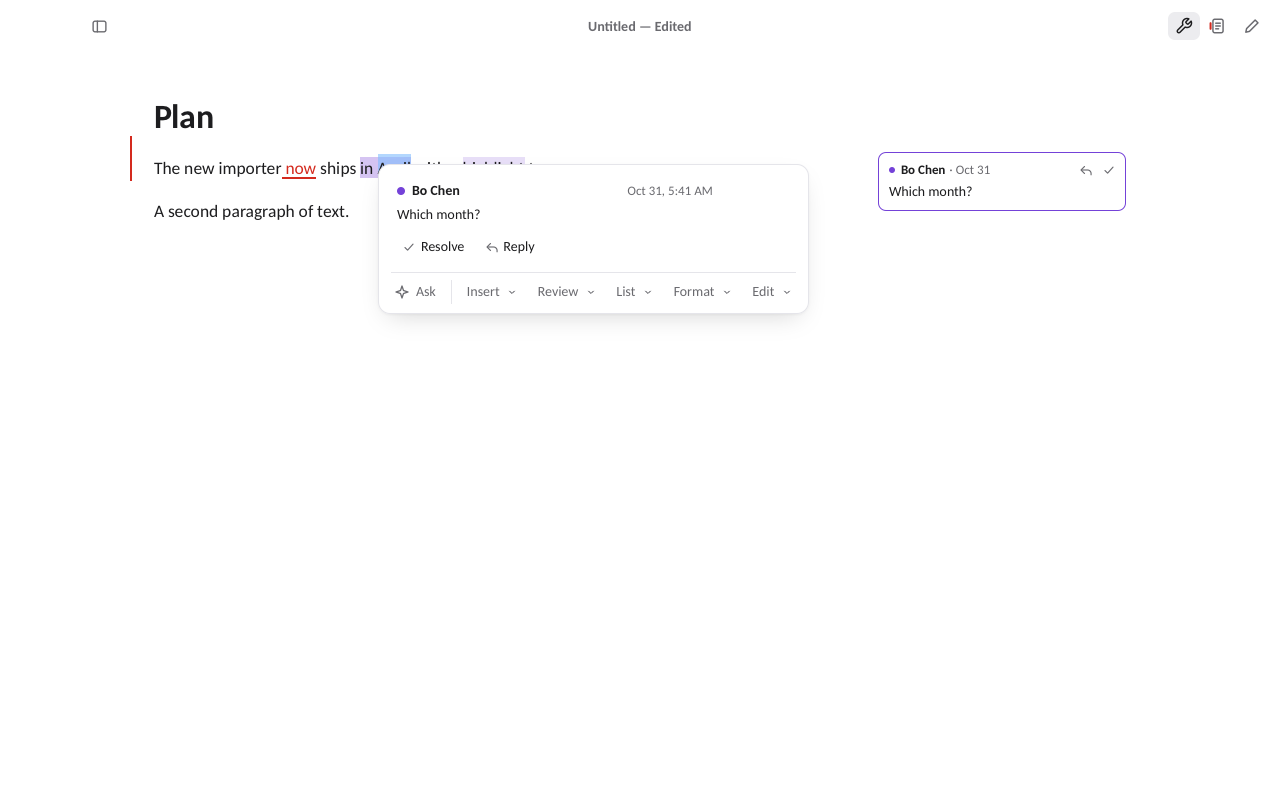 Untitled — Edited
Plan
The new importer now ships in
Bo Chen · Oct 31
Which month?
A second paragraph of text.
Bo Chen Oct 31, 5:41 AM
Which month?
Resolve Reply
Ask Insert Review List Format Edit